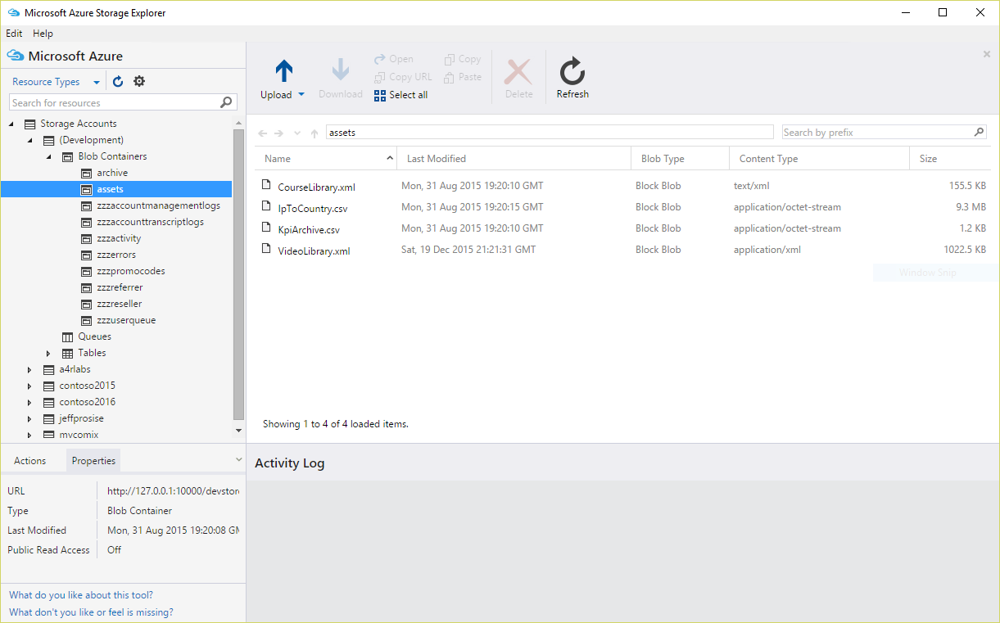 Microsoft Azure Storage Explorer
Edit Help
Microsoft Azure
Resource Types
Search for resources
Storage Accounts
(Development)
Blob Containers
archive
assets
zzzaccountmanagementlogs
zzzaccounttranscriptlogs
zzzactivity
zzzerrors
zzzpromocodes
zzzreferrer
zzzreseller
zzzuserqueue
Queues
Tables
a4rlabs
contoso2015
contoso2016
jeffprosise
mvcomix
Actions Properties
URL http://127.0.0.1:10000/devstor
Type Blob Container
Last Modified Mon, 31 Aug 2015 19:20:08 GM
Public Read Access Off
What do you like about this tool?
What don't you like or feel is missing?
Upload
Download
Open
Copy URL
Select all
Copy
Paste
Delete
Refresh
assets
Search by prefix
Name Last Modified Blob Type Content Type Size
CourseLibrary.xml Mon, 31 Aug 2015 19:20:10 GMT Block Blob text/xml 155.5 KB
IpToCountry.csv Mon, 31 Aug 2015 19:20:15 GMT Block Blob application/octet-stream 9.3 MB
KpiArchive.csv Mon, 31 Aug 2015 19:20:10 GMT Block Blob application/octet-stream 1.2 KB
VideoLibrary.xml Sat, 19 Dec 2015 21:21:31 GMT Block Blob application/xml 1022.5 KB
Window Snip
Showing 1 to 4 of 4 loaded items.
Activity Log